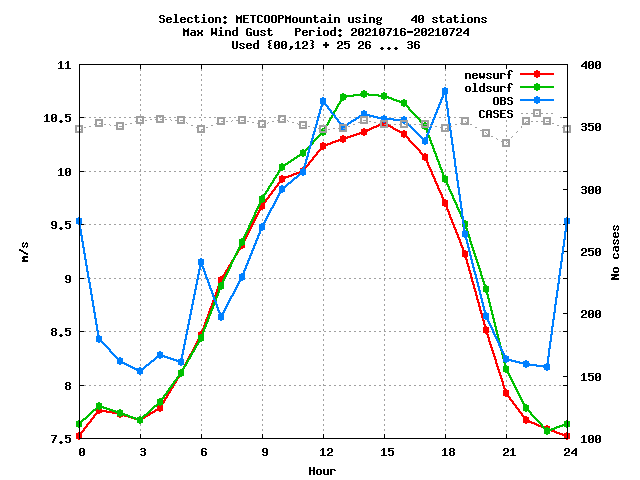 Selection: METCOOPMountain using    40 stations
Max Wind Gust   Period: 20210716-20210724
Used {00,12} + 25 26 ... 36
newsurf
oldsurf
OBS
CASES
11
10.5
10
9.5
9
8.5
8
7.5
400
350
300
250
200
150
100
m/s
No cases
0 3 6 9 12 15 18 21 24
Hour